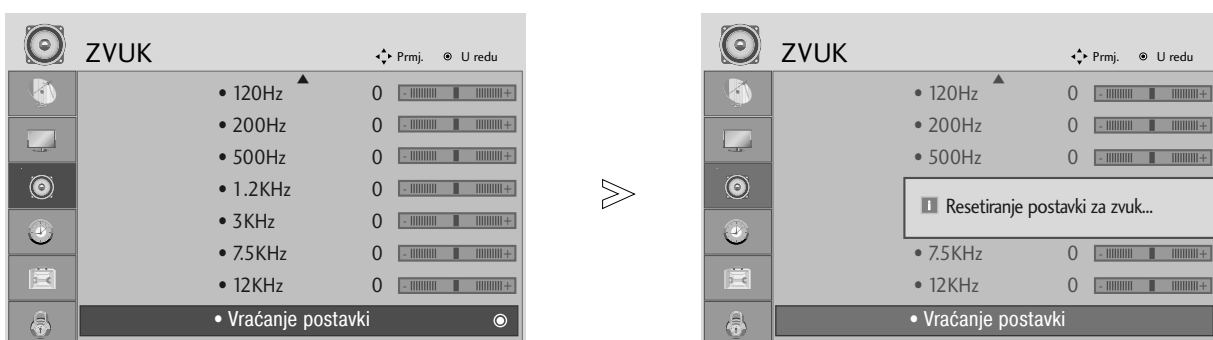 ZVUK
Prmj. U redu
• 120Hz 0 - +
• 200Hz 0 - +
• 500Hz 0 - +
• 1.2KHz 0 - +
• 3KHz 0 - +
• 7.5KHz 0 - +
• 12KHz 0 - +
• Vraćanje postavki
ZVUK
Prmj. U redu
• 120Hz 0 - +
• 200Hz 0 - +
• 500Hz 0 - +
i Resetiranje postavki za zvuk...
• 7.5KHz 0 - +
• 12KHz 0 - +
• Vraćanje postavki